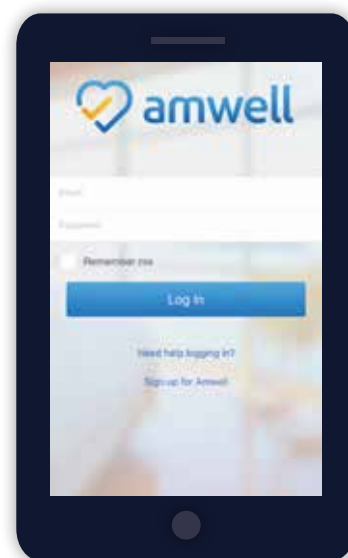 amwell
Email
Password
Remember me
Log In
Need help logging in?
Sign up for Amwell